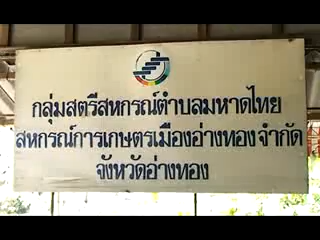 กลุ่มสตรีสหกรณ์ตำบลมหาดไทย
สหกรณ์การเกษตรเมืองอ่างทอง จำกัด
จังหวัดอ่างทอง